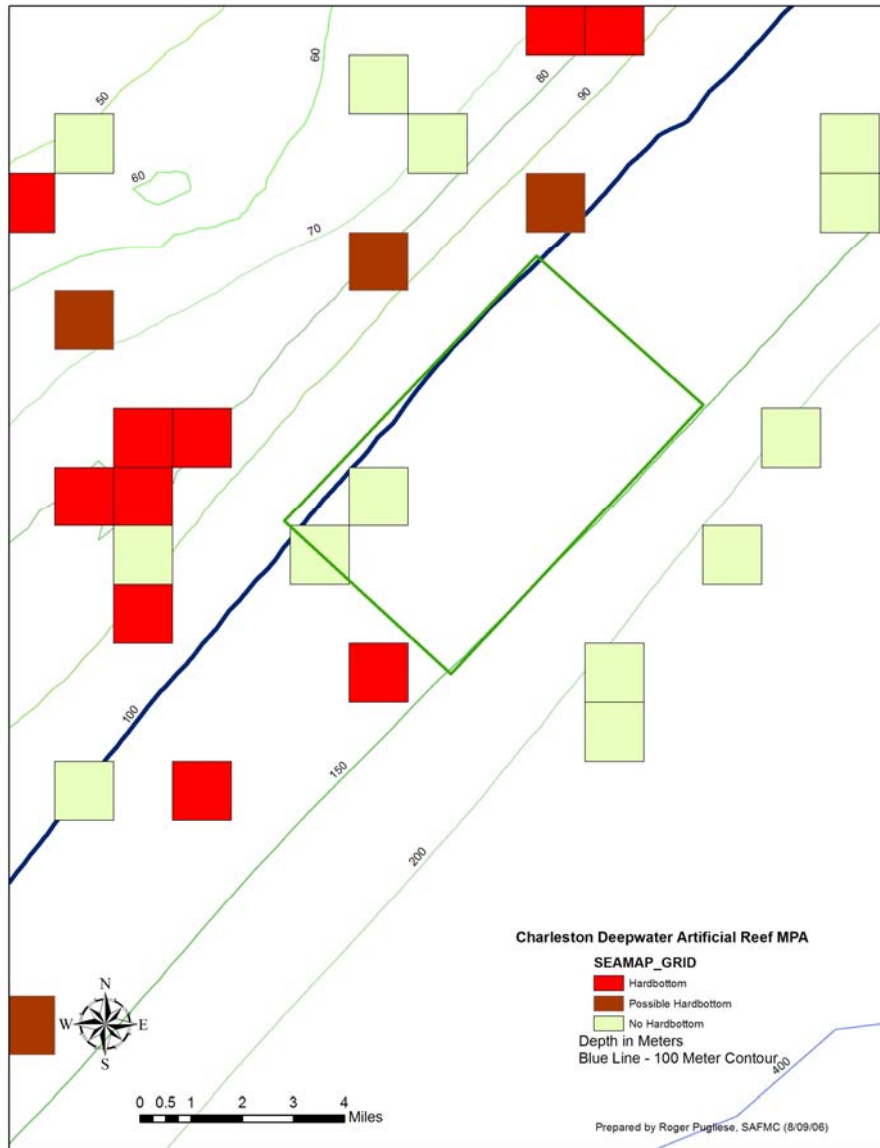 50
60
80
90
60
70
100
150
200
Charleston Deepwater Artificial Reef MPA
SEAMAP_GRID
Hardbottom
Possible Hardbottom
No Hardbottom
Depth in Meters
Blue Line - 100 Meter Contour
400
N
W E
S
0 0.5 1 2 3 4
Miles
Prepared by Roger Pugliese, SAFMC (8/09/06)